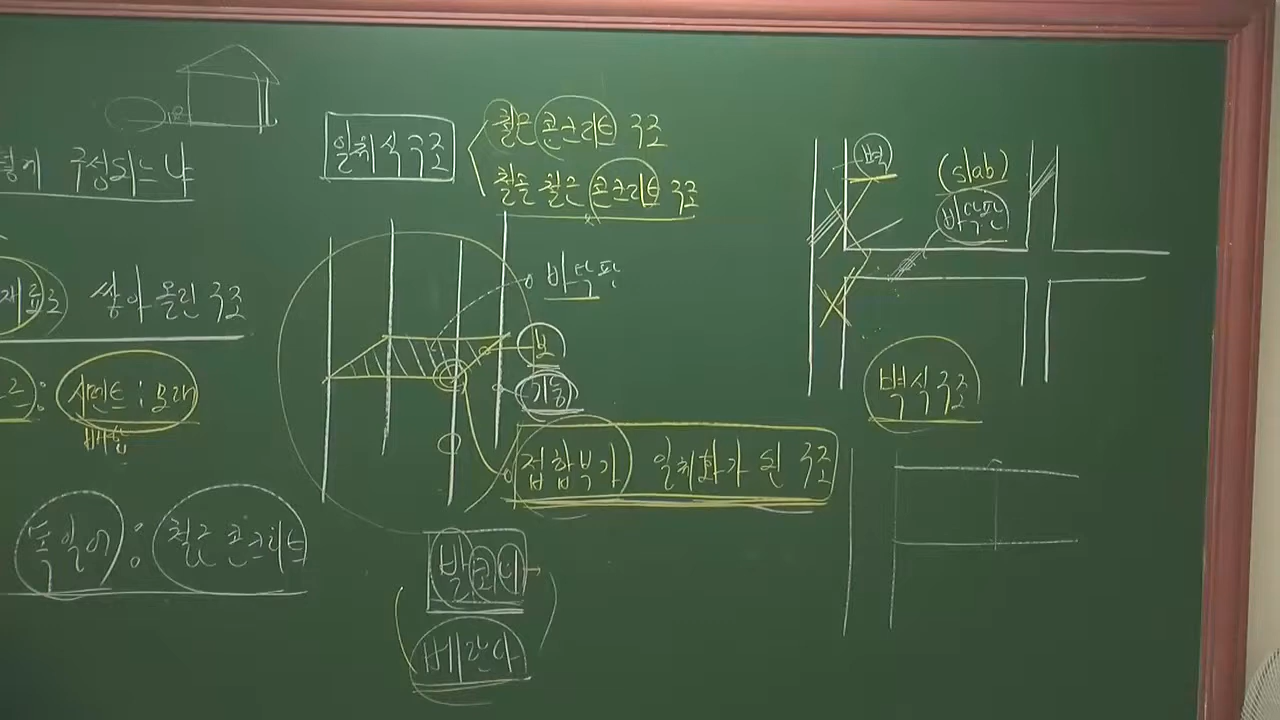 구성되는냐
쌓아 올린 구조
시멘트 : 모래
배합
독일어 : 철근 콘크리트
일체식 구조
철근 콘크리트 구조
철골 철근 콘크리트 구조
바닥판
보
기둥
접합부가 일체화가 된 구조
발코니
베란다
벽
(slab)
바닥판
벽식구조